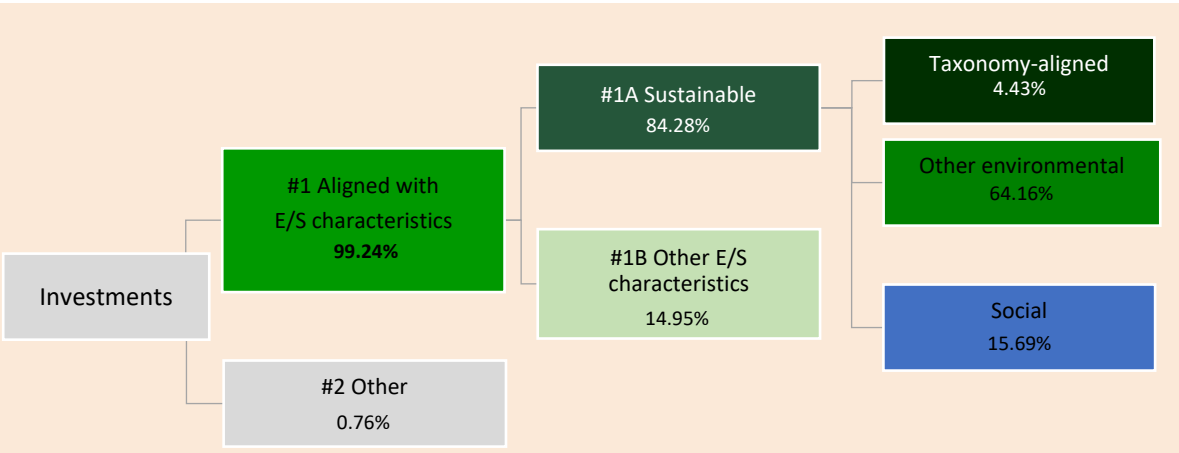 Investments
#1 Aligned with
E/S characteristics
99.24%
#2 Other
0.76%
#1A Sustainable
84.28%
#1B Other E/S
characteristics
14.95%
Taxonomy-aligned
4.43%
Other environmental
64.16%
Social
15.69%